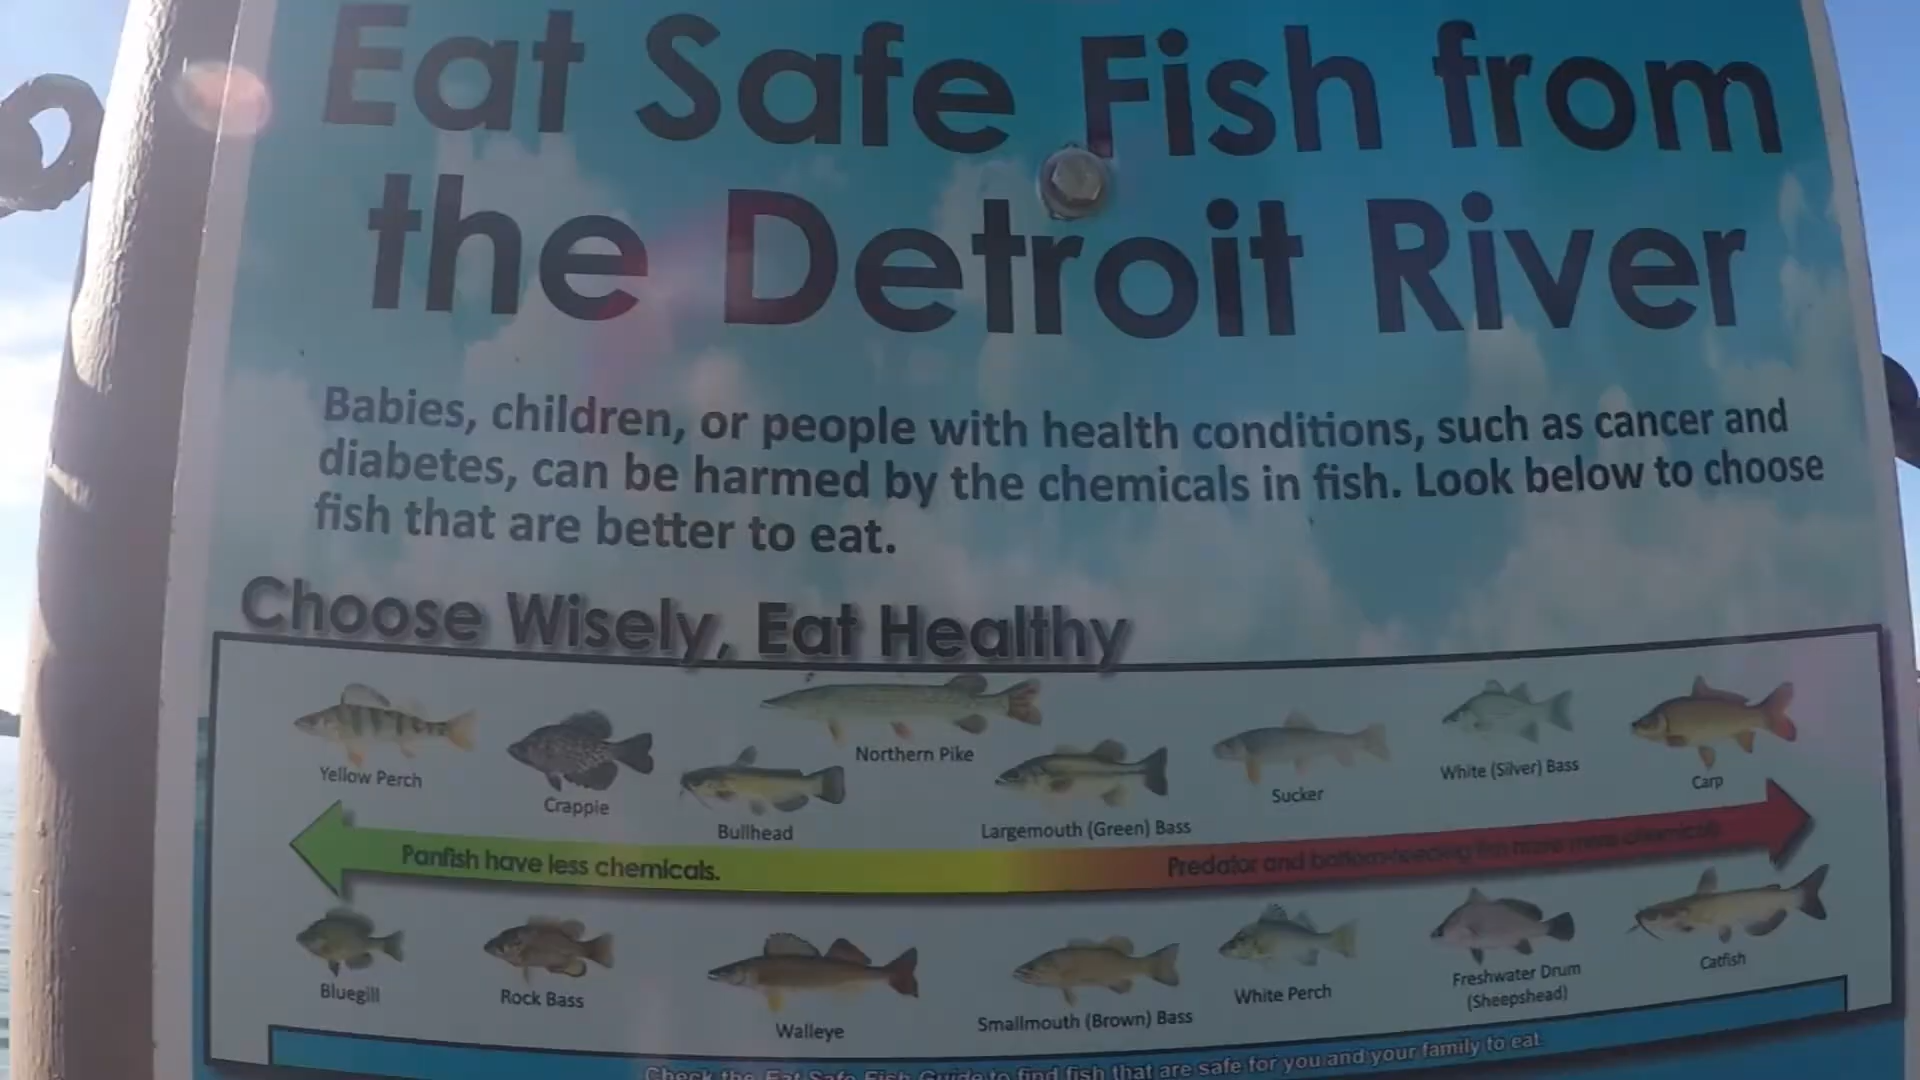 Eat Safe Fish from
the Detroit River
Babies, children, or people with health conditions, such as cancer and
diabetes, can be harmed by the chemicals in fish. Look below to choose
fish that are better to eat.
Choose Wisely, Eat Healthy
Yellow Perch
Crappie
Bullhead
Northern Pike
Largemouth (Green) Bass
Sucker
White (Silver) Bass
Carp
Panfish have less chemicals.
Predator and bottom-feeding fish have more chemicals.
Bluegill
Rock Bass
Walleye
Smallmouth (Brown) Bass
White Perch
Freshwater Drum
(Sheepshead)
Catfish
Check the Eat Safe Fish Guide to find fish that are safe for you and your family to eat.